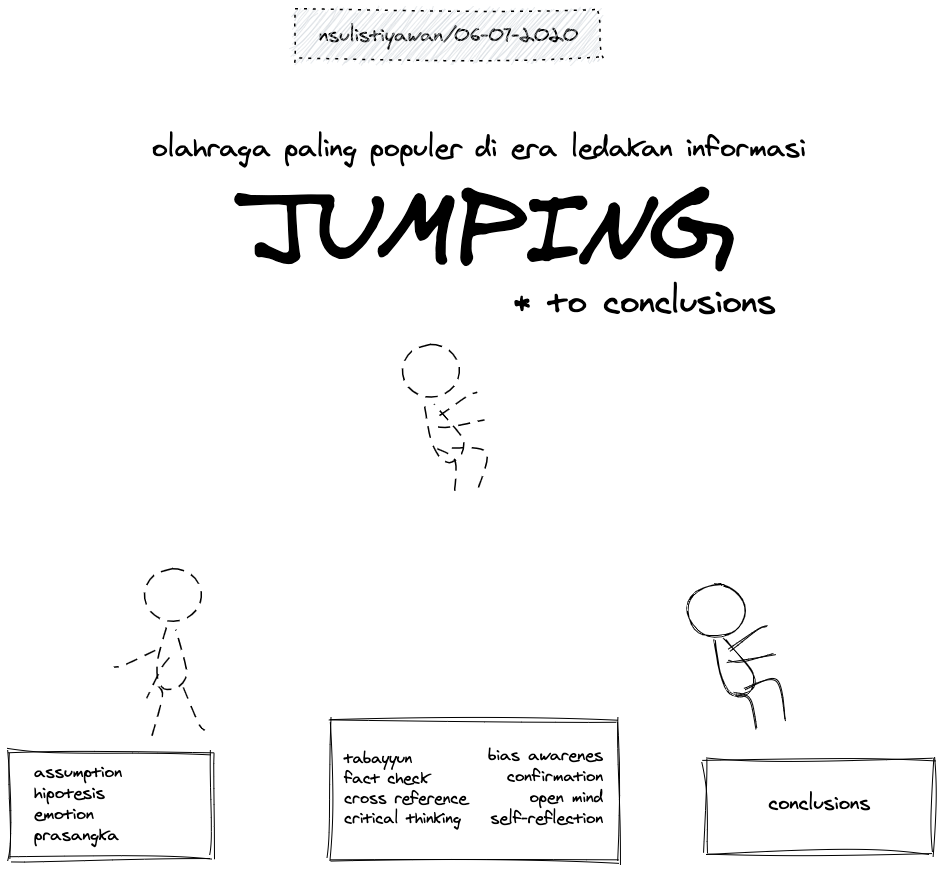 nsulistiyawan/06-07-2020
olahraga paling populer di era ledakan informasi
JUMPING
* to conclusions
assumption
hipotesis
emotion
prasangka
tabayyun
fact check
cross reference
critical thinking
bias awarenes
confirmation
open mind
self-reflection
conclusions